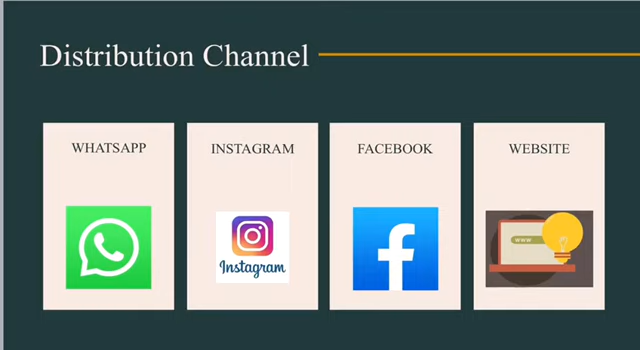 Distribution Channel
WHATSAPP
INSTAGRAM
FACEBOOK
WEBSITE
Instagram
www